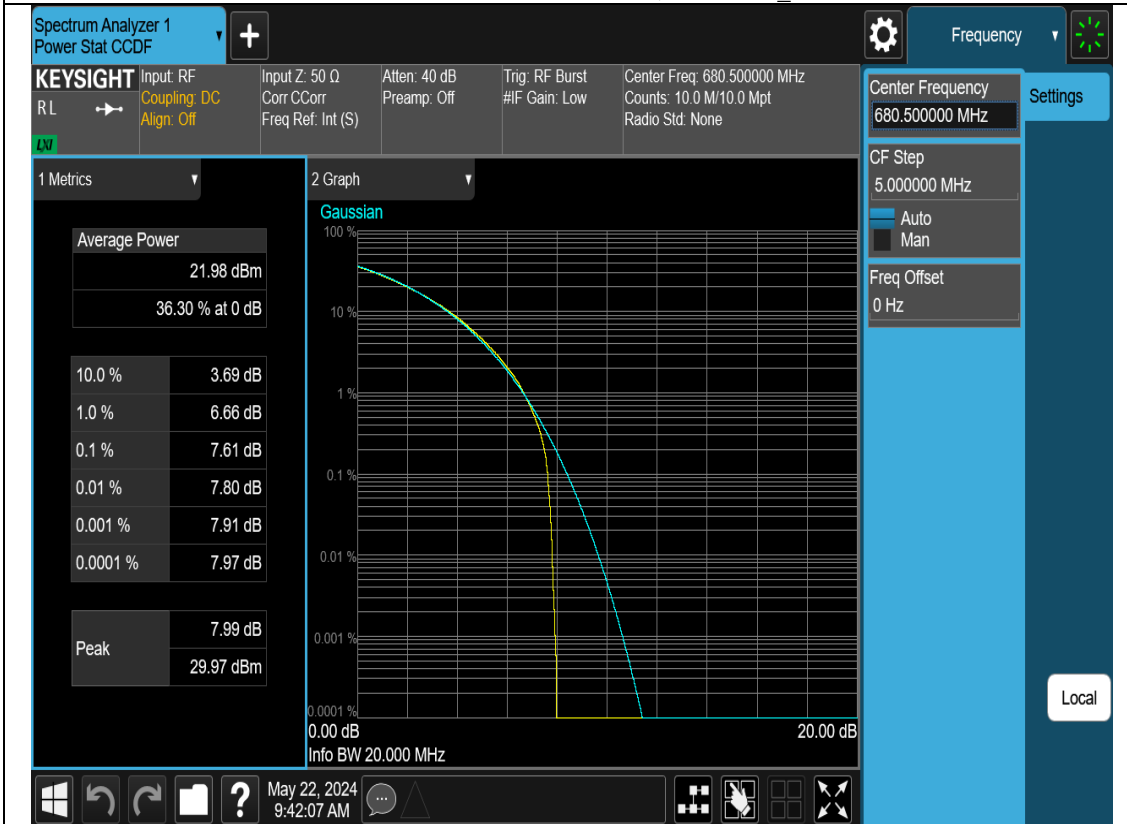 Spectrum Analyzer 1
Power Stat CCDF
Frequency
KEYSIGHT
RL
LXI
Input: RF
Coupling: DC
Align: Off
Input Z: 50 Ω
Corr CCorr
Freq Ref: Int (S)
Atten: 40 dB
Preamp: Off
Trig: RF Burst
#IF Gain: Low
Center Freq: 680.500000 MHz
Counts: 10.0 M/10.0 Mpt
Radio Std: None
Center Frequency
680.500000 MHz
Settings
CF Step
5.000000 MHz
Auto
Man
Freq Offset
0 Hz
Local
1 Metrics
Average Power
21.98 dBm
36.30 % at 0 dB
10.0 % 3.69 dB
1.0 % 6.66 dB
0.1 % 7.61 dB
0.01 % 7.80 dB
0.001 % 7.91 dB
0.0001 % 7.97 dB
Peak
7.99 dB
29.97 dBm
2 Graph
Gaussian
100 %
10 %
1 %
0.1 %
0.01 %
0.001 %
0.0001 %
0.00 dB 20.00 dB
Info BW 20.000 MHz
?
May 22, 2024
9:42:07 AM